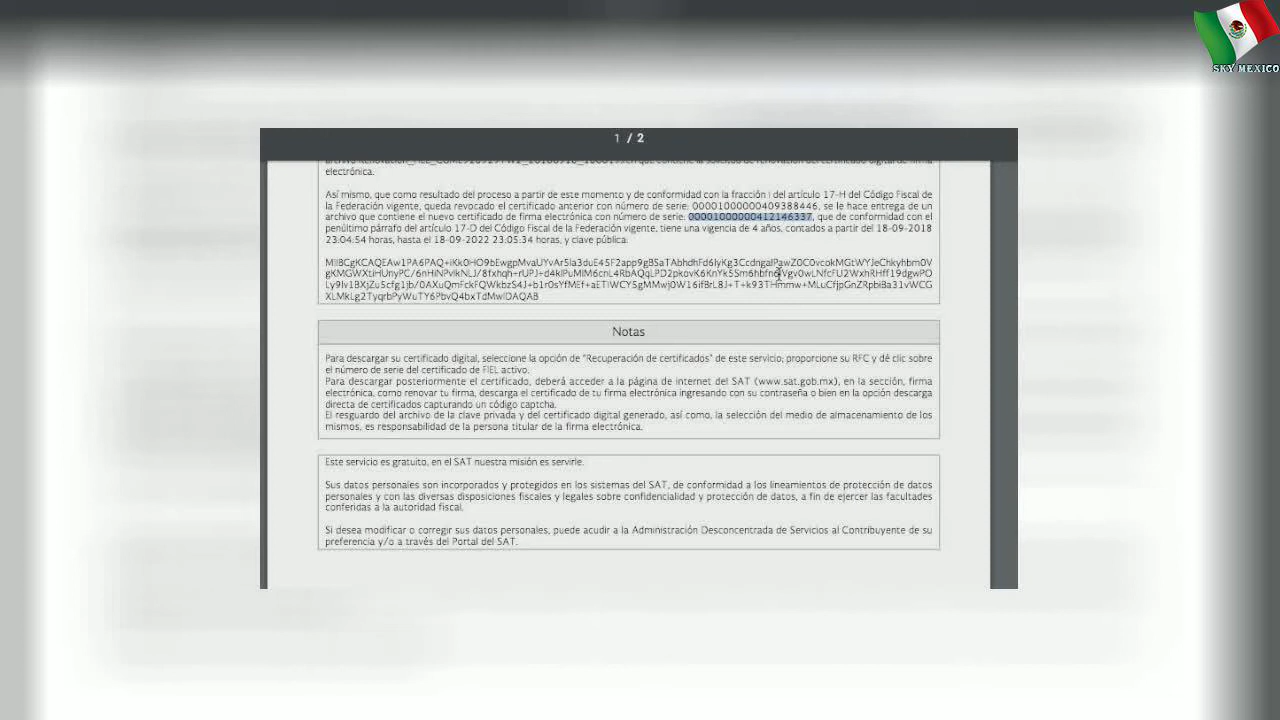 SKY MEXICO
1 / 2
electrónica.
Así mismo, que como resultado del proceso a partir de este momento y de conformidad con la fracción I del artículo 17-H del Código Fiscal de
la Federación vigente, queda revocado el certificado anterior con número de serie: 00001000000409388446, se le hace entrega de un
archivo que contiene el nuevo certificado de firma electrónica con número de serie: 00001000000412146337, que de conformidad con el
penúltimo párrafo del artículo 17-D del Código Fiscal de la Federación vigente, tiene una vigencia de 4 años, contados a partir del 18-09-2018
23:04:54 horas, hasta el 18-09-2022 23:05:34 horas, y clave pública:
Notas
Para descargar su certificado digital, seleccione la opción de "Recuperación de certificados" de este servicio; proporcione su RFC y dé clic sobre
el número de serie del certificado de FIEL activo.
Para descargar posteriormente el certificado, deberá acceder a la página de internet del SAT (www.sat.gob.mx), en la sección, firma
electrónica, como renovar tu firma, descarga el certificado de tu firma electrónica ingresando con su contraseña o bien en la opción descarga
directa de certificados capturando un código captcha.
El resguardo del archivo de la clave privada y del certificado digital generado, así como, la selección del medio de almacenamiento de los
mismos, es responsabilidad de la persona titular de la firma electrónica.
Este servicio es gratuito, en el SAT nuestra misión es servirle.
Sus datos personales son incorporados y protegidos en los sistemas del SAT, de conformidad a los lineamientos de protección de datos
personales y con las diversas disposiciones fiscales y legales sobre confidencialidad y protección de datos, a fin de ejercer las facultades
conferidas a la autoridad fiscal.
Si desea modificar o corregir sus datos personales, puede acudir a la Administración Desconcentrada de Servicios al Contribuyente de su
preferencia y/o a través del Portal del SAT.